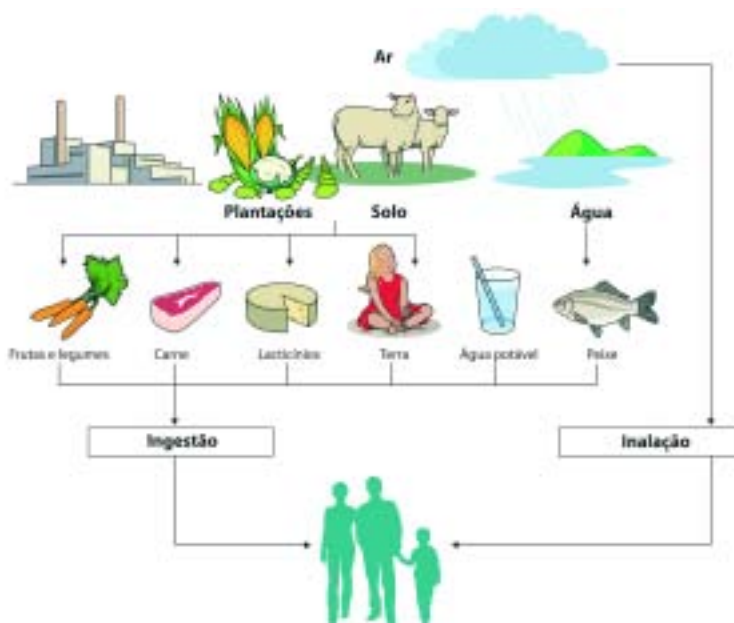 Ar
Plantações Solo Água
Frutas e legumes Carne Lacticínios Terra Água potável Peixe
Ingestão Inalação